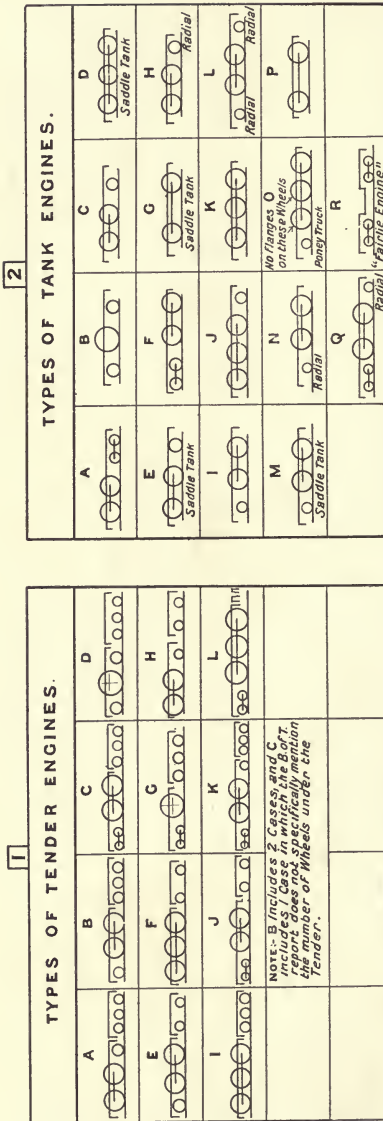 1
TYPES OF TENDER ENGINES.
A
B
C
D
E
F
G
H
I
J
K
L
NOTE:- B Includes 2 Cases, and C
includes 1 Case in which the B.of T.
report does not specifically mention
the number of Wheels under the
Tender.
2
TYPES OF TANK ENGINES.
A
B
C
D
Saddle Tank
E
Saddle Tank
F
G
Saddle Tank
H
Radial
I
J
K
L
Radial
Radial
M
Saddle Tank
N
Radial
No Flanges O
on these Wheels
Poney Truck
P
Q
Radial
R
"Fairlie Engine"